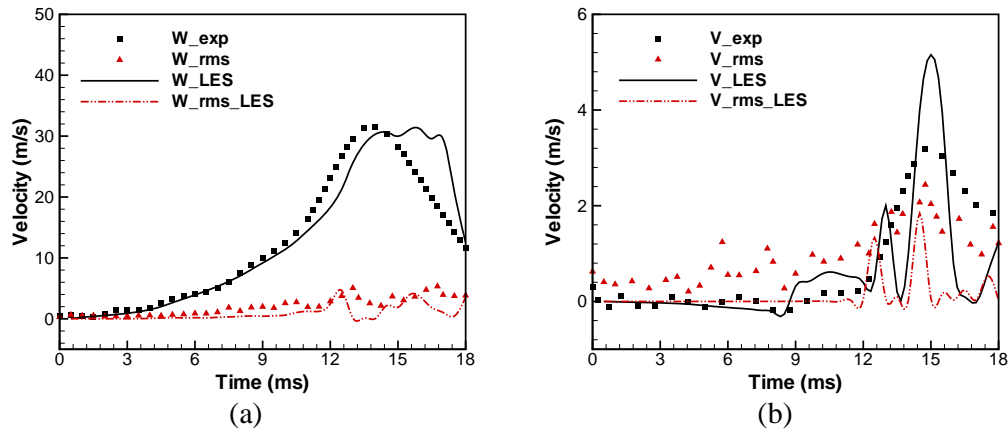 50
40
30
20
10
0
Velocity (m/s)
W_exp
W_rms
W_LES
W_rms_LES
0 3 6 9 12 15 18
Time (ms)
(a)
6
4
2
0
Velocity (m/s)
V_exp
V_rms
V_LES
V_rms_LES
0 3 6 9 12 15 18
Time (ms)
(b)